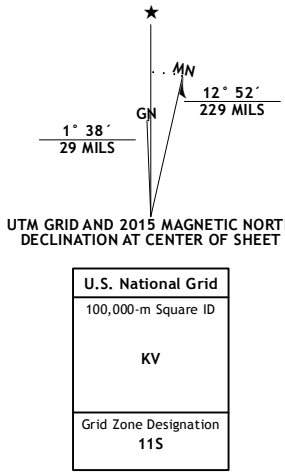 ★
MN
GN
12° 52´
229 MILS
1° 38´
29 MILS
UTM GRID AND 2015 MAGNETIC NORT
DECLINATION AT CENTER OF SHEET
U.S. National Grid
100,000-m Square ID
KV
Grid Zone Designation
11S